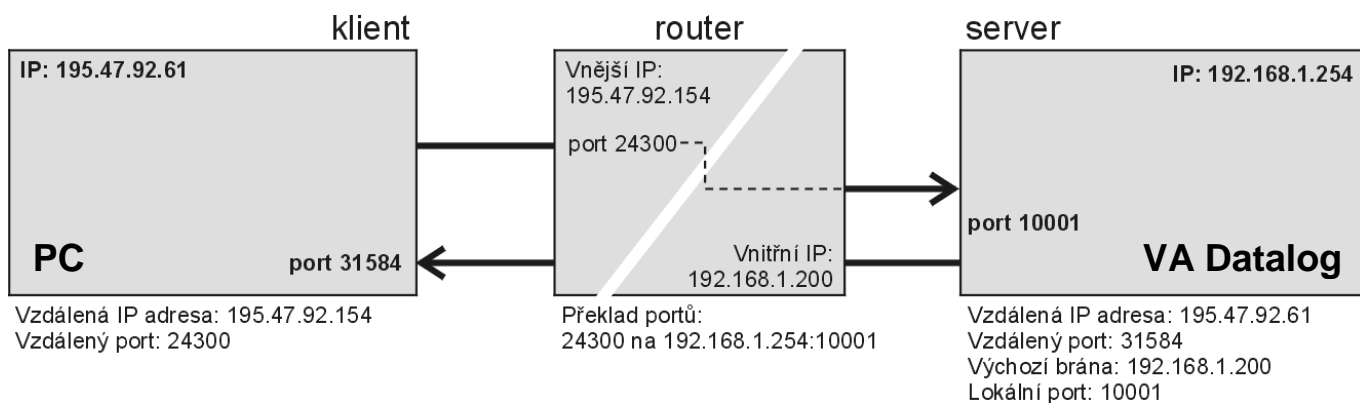 klient
router
server
IP: 195.47.92.61
PC
port 31584
Vnější IP:
195.47.92.154
port 24300
Vnitřní IP:
192.168.1.200
IP: 192.168.1.254
port 10001
VA Datalog
Vzdálená IP adresa: 195.47.92.154
Vzdálený port: 24300
Překlad portů:
24300 na 192.168.1.254:10001
Vzdálená IP adresa: 195.47.92.61
Vzdálený port: 31584
Výchozí brána: 192.168.1.200
Lokální port: 10001